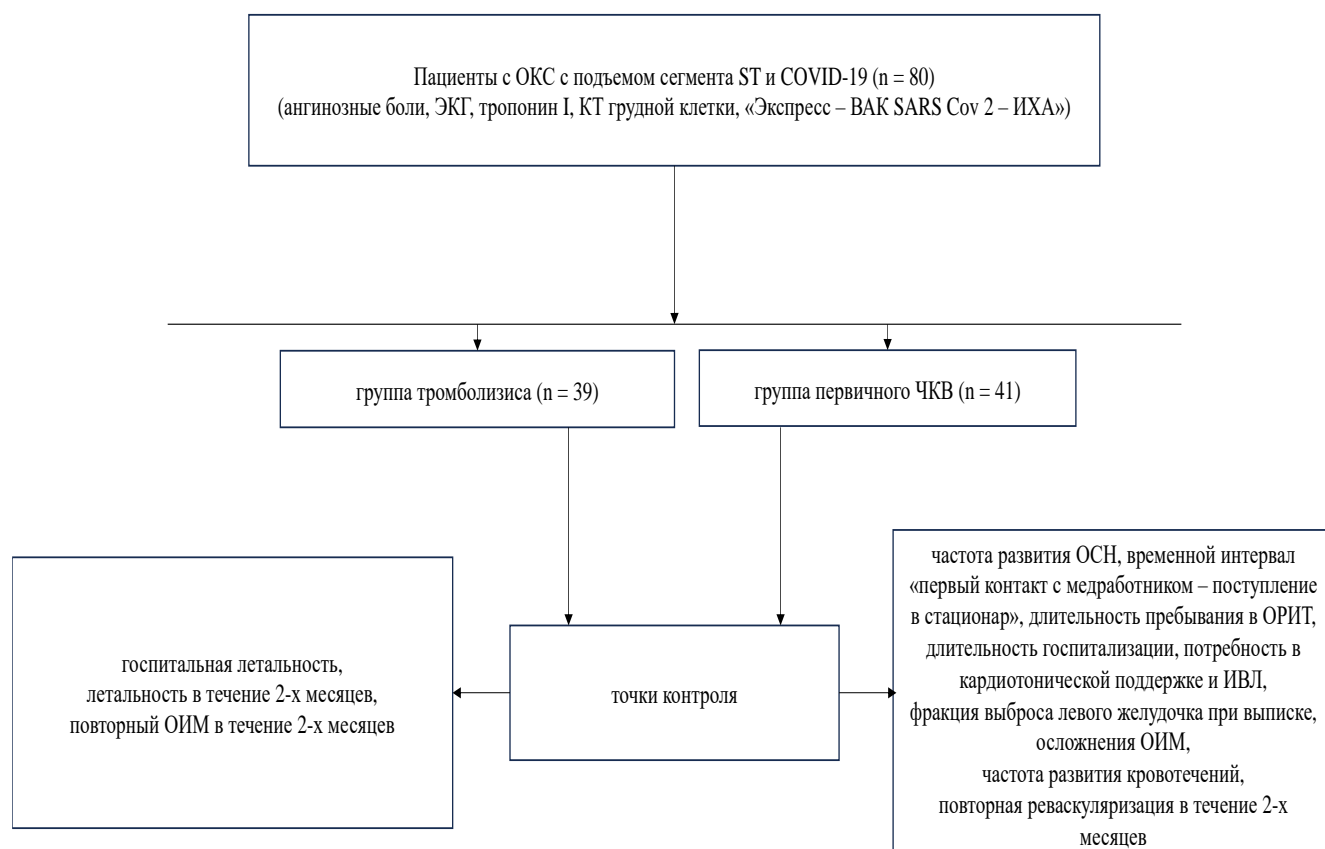 Пациенты с ОКС с подъемом сегмента ST и COVID-19 (n = 80)
(ангинозные боли, ЭКГ, тропонин I, КТ грудной клетки, «Экспресс – ВАК SARS Cov 2 – ИХА»)
группа тромболизиса (n = 39)
группа первичного ЧКВ (n = 41)
госпитальная летальность,
летальность в течение 2-х месяцев,
повторный ОИМ в течение 2-х месяцев
точки контроля
частота развития ОСН, временной интервал
«первый контакт с медработником – поступление
в стационар», длительность пребывания в ОРИТ,
длительность госпитализации, потребность в
кардиотонической поддержке и ИВЛ,
фракция выброса левого желудочка при выписке,
осложнения ОИМ,
частота развития кровотечений,
повторная реваскуляризация в течение 2-х
месяцев